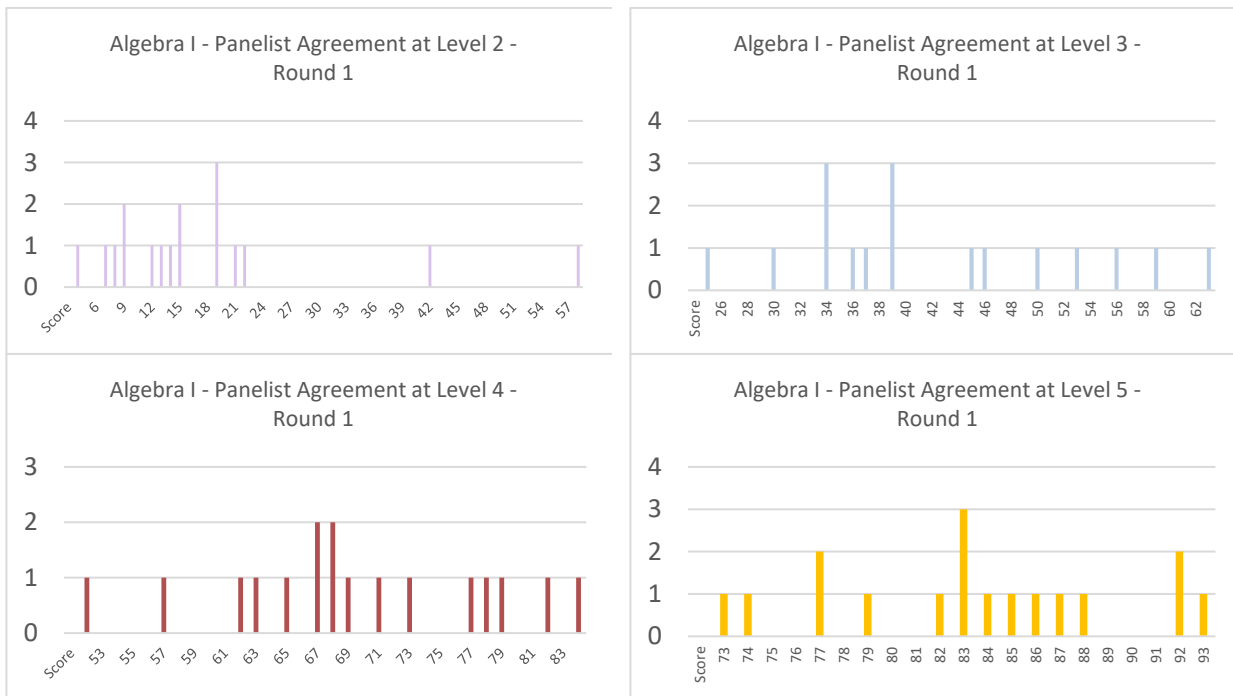 Algebra I - Panelist Agreement at Level 2 -
Round 1
4
3
2
1
0
Score 6 9 12 15 18 21 24 27 30 33 36 39 42 45 48 51 54 57
Algebra I - Panelist Agreement at Level 3 -
Round 1
4
3
2
1
0
Score 26 28 30 32 34 36 38 40 42 44 46 48 50 52 54 56 58 60 62
Algebra I - Panelist Agreement at Level 4 -
Round 1
3
2
1
0
Score 53 55 57 59 61 63 65 67 69 71 73 75 77 79 81 83
Algebra I - Panelist Agreement at Level 5 -
Round 1
4
3
2
1
0
Score 73 74 75 76 77 78 79 80 81 82 83 84 85 86 87 88 89 90 91 92 93